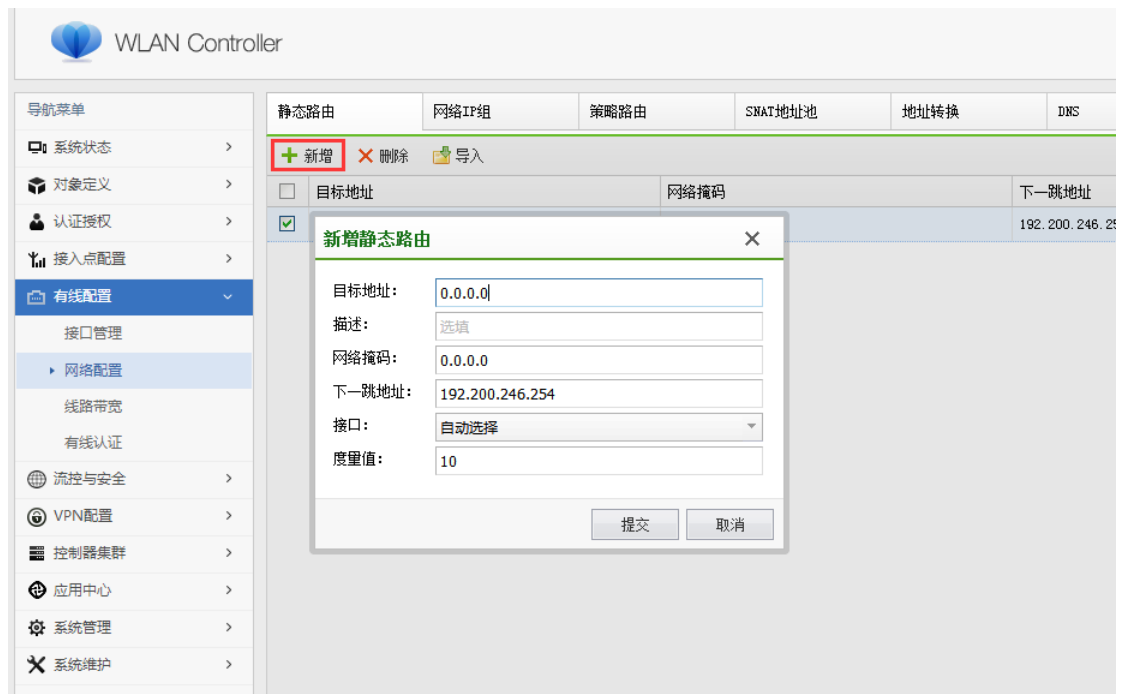 WLAN Controller
导航菜单
静态路由 网络IP组 策略路由 SNAT地址池 地址转换 DNS
系统状态
新增 删除 导入
对象定义
目标地址 网络掩码 下一跳地址
认证授权
192.200.246.25
新增静态路由
接入点配置
目标地址: 0.0.0.0
有线配置
描述: 选填
接口管理
网络掩码: 0.0.0.0
网络配置
下一跳地址: 192.200.246.254
线路带宽
接口: 自动选择
有线认证
度量值: 10
流控与安全
VPN配置
提交 取消
控制器集群
应用中心
系统管理
系统维护